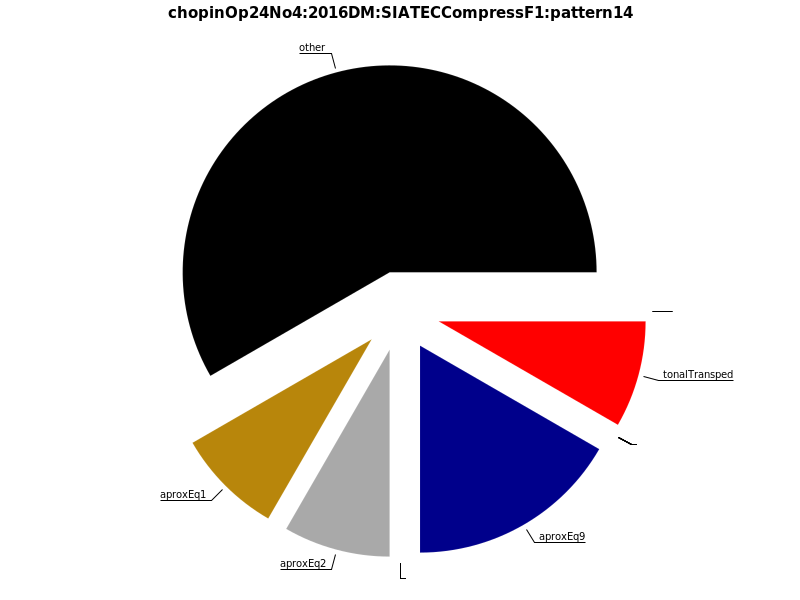 chopinOp24No4:2016DM:SIATECCompressF1:pattern14
other
tonalTransped
aproxEq1
aproxEq9
aproxEq2